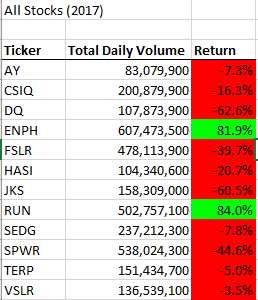 All Stocks (2017)
Ticker Total Daily Volume Return
AY 83,079,900 -7.3%
CSIQ 200,879,900 -16.3%
DQ 107,873,900 -62.6%
ENPH 607,473,500 81.9%
FSLR 478,113,900 -39.7%
HASI 104,340,600 -20.7%
JKS 158,309,000 -60.5%
RUN 502,757,100 84.0%
SEDG 237,212,300 -7.8%
SPWR 538,024,300 -44.6%
TERP 151,434,700 -5.0%
VSLR 136,539,100 -3.5%